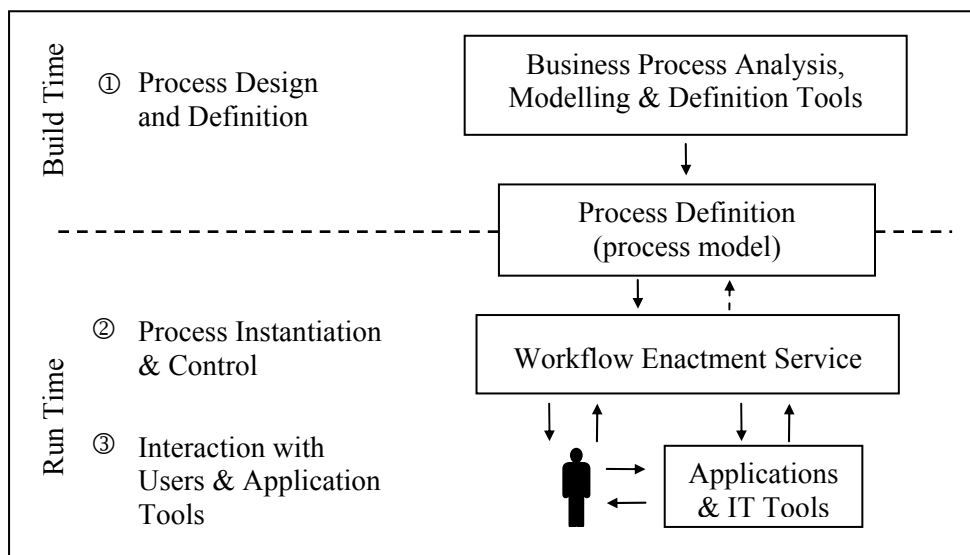 Build Time
① Process Design
and Definition
Business Process Analysis,
Modelling & Definition Tools
Process Definition
(process model)
Run Time
② Process Instantiation
& Control
Workflow Enactment Service
③ Interaction with
Users & Application
Tools
Applications
& IT Tools